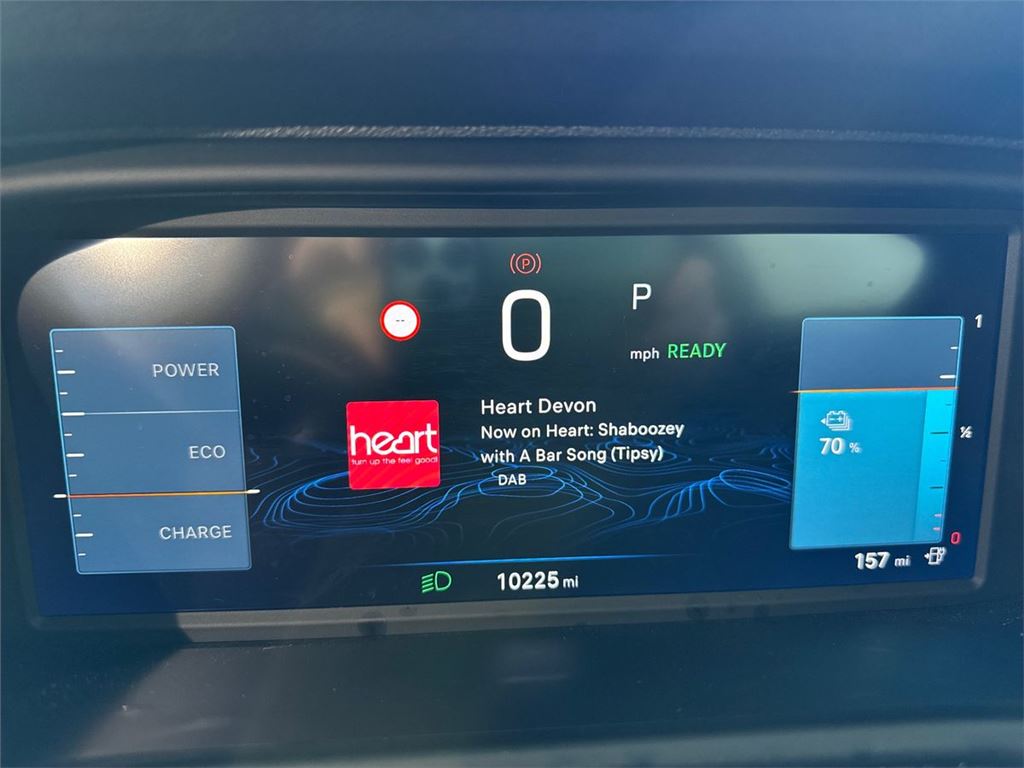 (P)
0
P
--
mph READY
POWER
ECO
CHARGE
heart
turn up the feel good!
Heart Devon
Now on Heart: Shaboozey
with A Bar Song (Tipsy)
DAB
1
½
0
70 %
157 mi
10225 mi